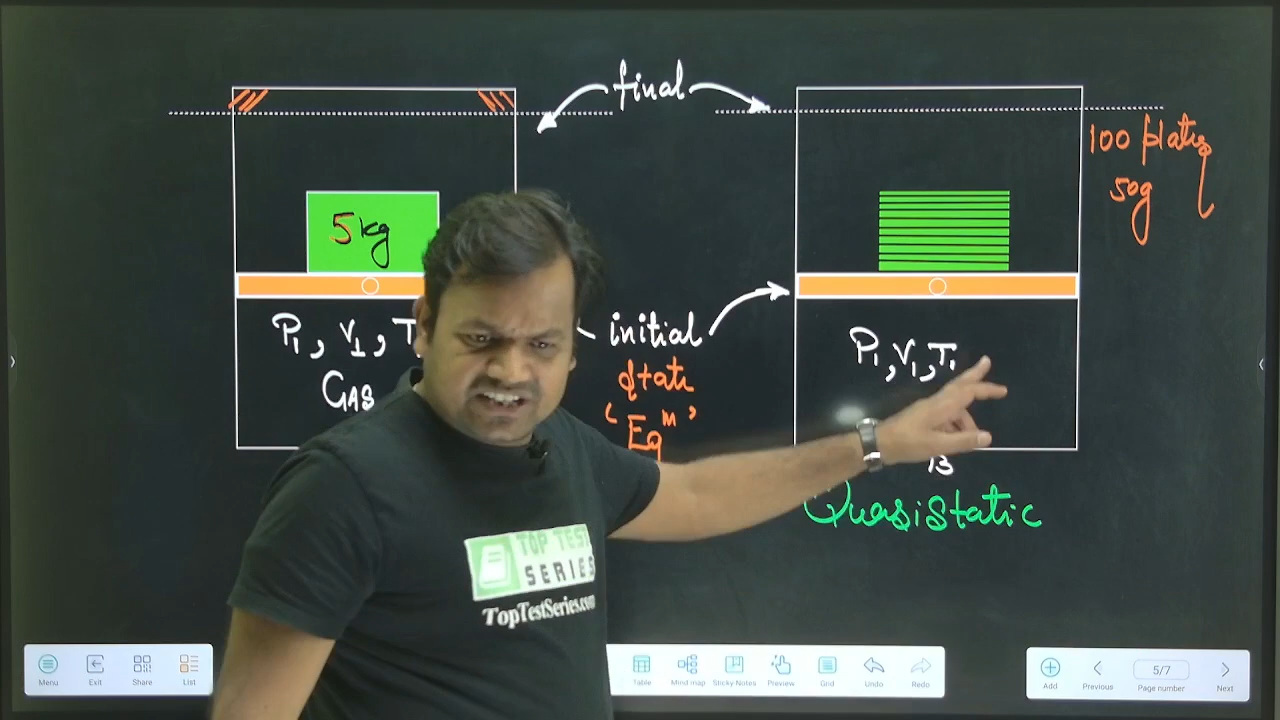 final
100 plates
50g
5kg
initial
P1, V1, T
GAS
P1, V1, T1
state
‘Eqᵐ’
B
Quasistatic
TOP TEST
SERIES
TopTestSeries.com
Menu
Exit
Share
List
Table
Mind map
Sticky Notes
Preview
Grid
Undo
Redo
Add
Previous
5/7
Page number
Next